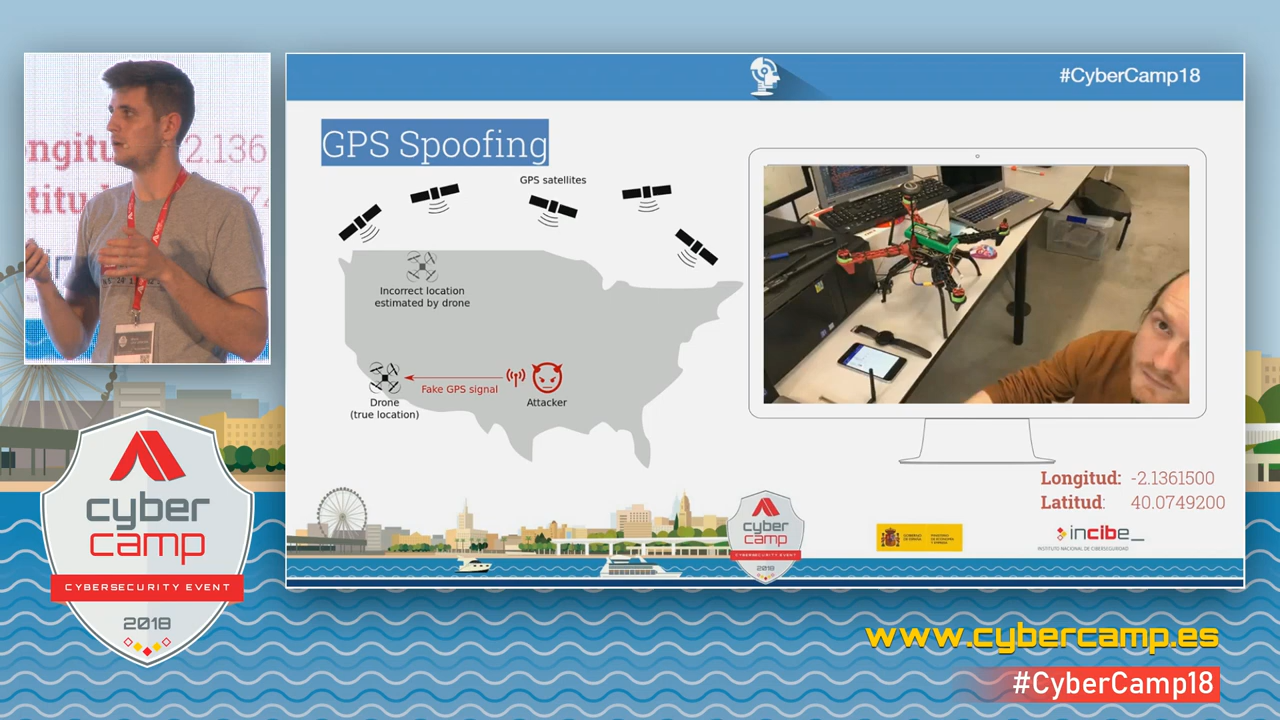 #CyberCamp18
GPS Spoofing
GPS satellites
Incorrect location
estimated by drone
Fake GPS signal
Drone
(true location)
Attacker
Longitud: -2.1361500
Latitud: 40.0749200
cyber
camp
CYBERSECURITY EVENT
2018
incibe_
INSTITUTO NACIONAL DE CIBERSEGURIDAD
cyber
camp
CYBERSECURITY EVENT
2018
www.cybercamp.es
#CyberCamp18